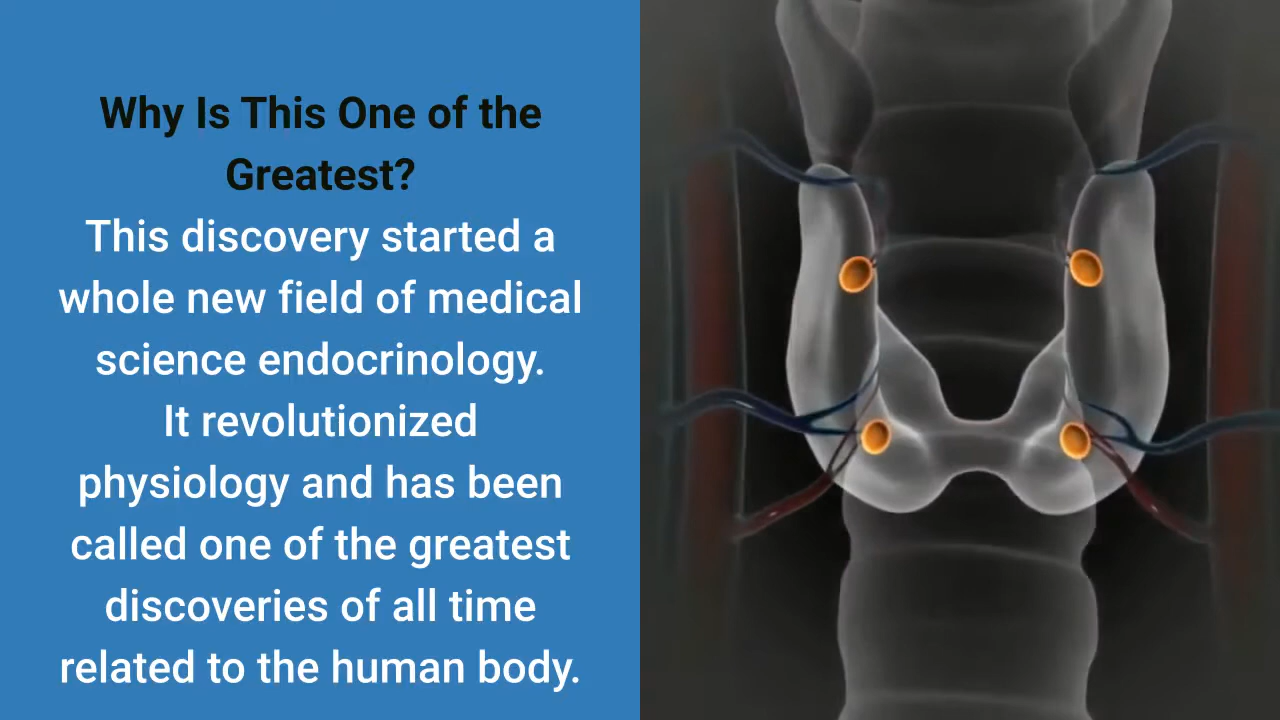 Why Is This One of the
Greatest?
This discovery started a
whole new field of medical
science endocrinology.
It revolutionized
physiology and has been
called one of the greatest
discoveries of all time
related to the human body.